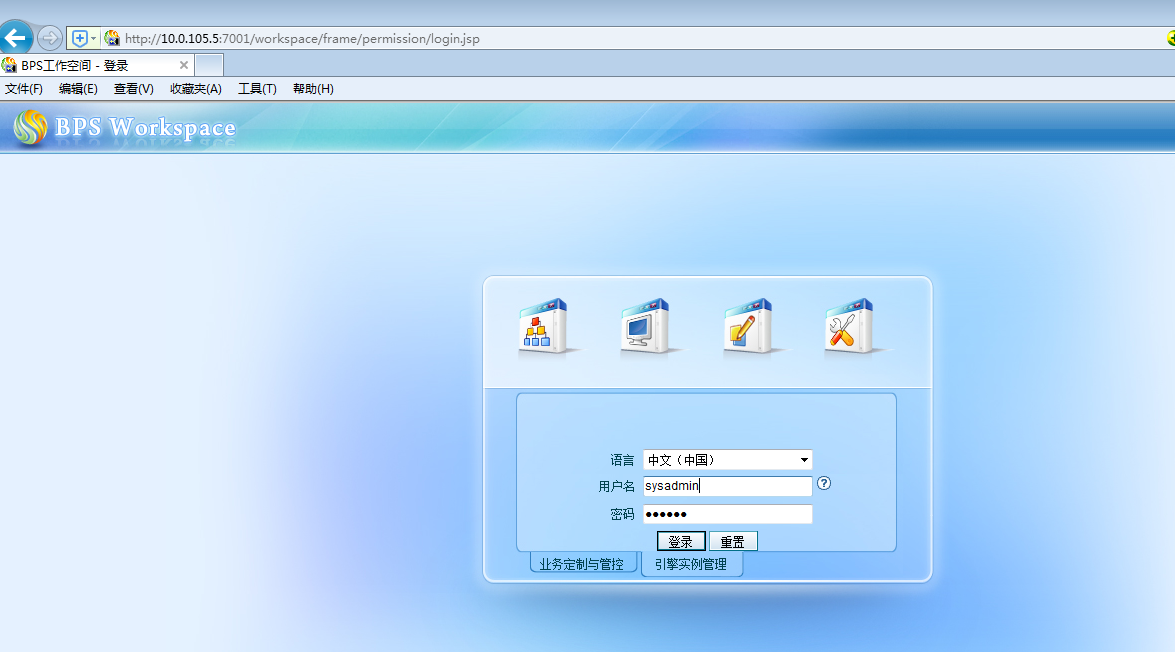 http://10.0.105.5:7001/workspace/frame/permission/login.jsp
BPS工作空间 - 登录
文件(F) 编辑(E) 查看(V) 收藏夹(A) 工具(T) 帮助(H)
BPS Workspace
语言 中文（中国）
用户名 sysadmin
密码 ●●●●●●
登录 重置
业务定制与管控 引擎实例管理